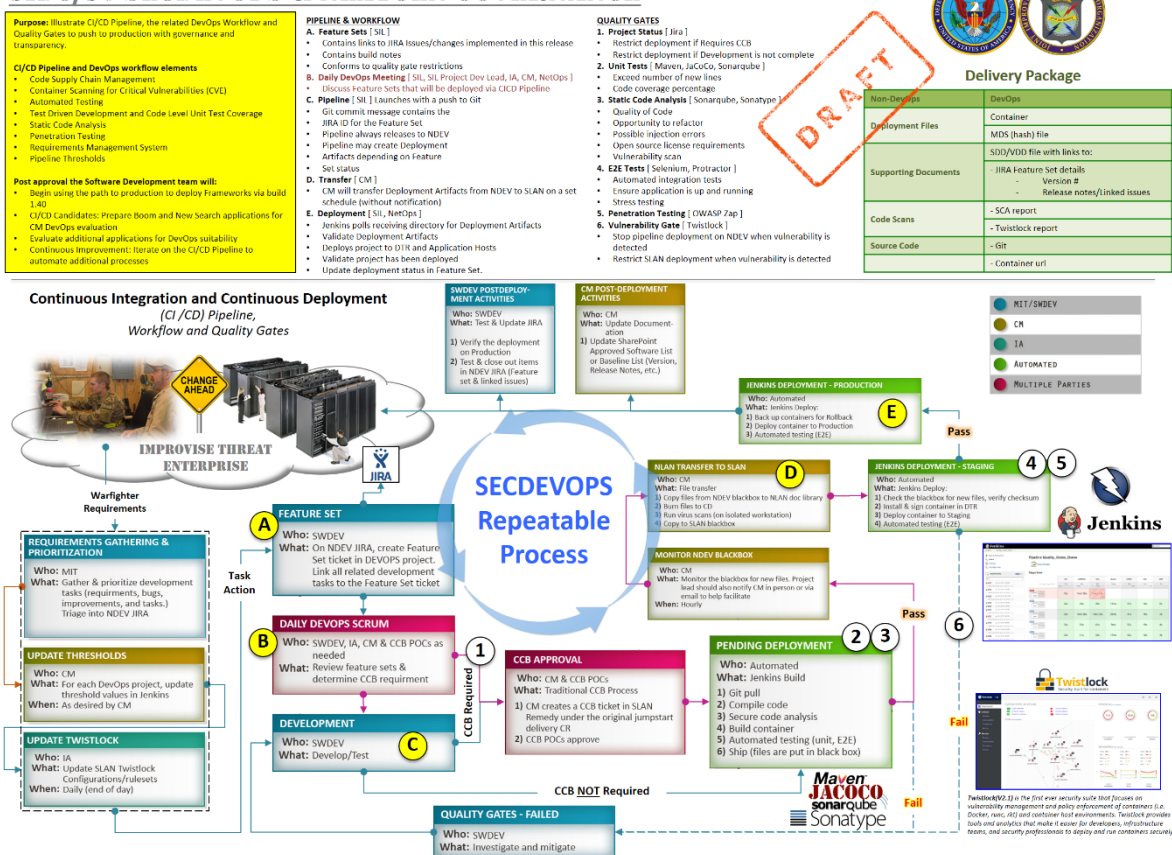 Purpose: Illustrate CI/CD Pipeline, the related DevOps Workflow and
Quality Gates to push to production with governance and
transparency.
CI/CD Pipeline and DevOps workflow elements
• Code Supply Chain Management
• Container Scanning for Critical Vulnerabilities (CVE)
• Automated Testing
• Test Driven Development and Code Level Unit Test Coverage
• Static Code Analysis
• Penetration Testing
• Requirements Management System
• Pipeline Thresholds
Post approval the Software Development team will:
• Begin using the path to production to deploy Frameworks via build
1.40
• CI/CD Candidates: Prepare Boom and New Search applications for
CM DevOps evaluation
• Evaluate additional applications for DevOps suitability
• Continuous Improvement: Iterate on the CI/CD Pipeline to
automate additional processes
PIPELINE & WORKFLOW
A. Feature Sets [ SIL ]
• Contains links to JIRA Issues/changes implemented in this release
• Contains build notes
• Conforms to quality gate restrictions
B. Daily DevOps Meeting [ SIL, SIL Project Dev Lead, IA, CM, NetOps ]
• Discuss Feature Sets that will be deployed via CICD Pipeline
C. Pipeline [ SIL ] Launches with a push to Git
• Git commit message contains the
• JIRA ID for the Feature Set
• Pipeline always releases to NDEV
• Pipeline may create Deployment
• Artifacts depending on Feature
• Set status
D. Transfer [ CM ]
• CM will transfer Deployment Artifacts from NDEV to SLAN on a set
schedule (without notification)
E. Deployment [ SIL, NetOps ]
• Jenkins polls receiving directory for Deployment Artifacts
• Validate Deployment Artifacts
• Deploys project to DTR and Application Hosts
• Validate project has been deployed
• Update deployment status in Feature Set.
QUALITY GATES
1. Project Status [ Jira ]
• Restrict deployment if Requires CCB
• Restrict deployment if Development is not complete
2. Unit Tests [ Maven, JaCoCo, Sonarqube ]
• Exceed number of new lines
• Code coverage percentage
3. Static Code Analysis [ Sonarqube, Sonatype ]
• Quality of Code
• Opportunity to refactor
• Possible injection errors
• Open source license requirements
• Vulnerability scan
4. E2E Tests [ Selenium, Protractor ]
• Automated integration tests
• Ensure application is up and running
• Stress testing
5. Penetration Testing [ OWASP Zap ]
6. Vulnerability Gate [ Twistlock ]
• Stop pipeline deployment on NDEV when vulnerability is
detected
• Restrict SLAN deployment when vulnerability is detected
DRAFT
Delivery Package
Non-DevOps DevOps
Deployment Files
Container
MDS (hash) file
Supporting Documents
SDD/VDD file with links to:
- JIRA Feature Set details
- Version #
- Release notes/Linked issues
Code Scans
- SCA report
- Twistlock report
Source Code
- Git
- Container url
Continuous Integration and Continuous Deployment
(CI /CD) Pipeline,
Workflow and Quality Gates
CHANGE
AHEAD
IMPROVISE THREAT
ENTERPRISE
JIRA
SWDEV POSTDEPLOY-
MENT ACTIVITIES
Who: SWDEV
What: Test & Update JIRA
1) Verify the deployment
on Production
2) Test & close out items
in NDEV JIRA (Feature
set & linked issues)
CM POST-DEPLOYMENT
ACTIVITIES
Who: CM
What: Update Document-
ation
1) Update SharePoint
Approved Software List
or Baseline List (Version,
Release Notes, etc.)
MIT/SWDEV
CM
IA
AUTOMATED
MULTIPLE PARTIES
JENKINS DEPLOYMENT - PRODUCTION
Who: Automated
What: Jenkins Deploy:
1) Back up containers for Rollback
2) Deploy container to Production
3) Automated testing (E2E)
E
Pass
SECDEVOPS
Repeatable
Process
NLAN TRANSFER TO SLAN
Who: CM
What: File transfer
1) Copy files from NDEV blackbox to NLAN doc library
2) Burn files to CD
3) Run virus scans (on isolated workstation)
4) Copy to SLAN blackbox
D
JENKINS DEPLOYMENT - STAGING
Who: Automated
What: Jenkins Deploy:
1) Check the blackbox for new files, verify checksum
2) Install & sign container in DTR
3) Deploy container to Staging
4) Automated testing (E2E)
4 5
Jenkins
Warfighter
Requirements
REQUIREMENTS GATHERING &
PRIORITIZATION
Who: MIT
What: Gather & prioritize development
tasks (requirments, bugs,
improvements, and tasks.)
Triage into NDEV JIRA
Task
Action
A
FEATURE SET
Who: SWDEV
What: On NDEV JIRA, create Feature
Set ticket in DEVOPS project.
Link all related development
tasks to the Feature Set ticket
MONITOR NDEV BLACKBOX
Who: CM
What: Monitor the blackbox for new files. Project
lead should also notify CM in person or via
email to help facilitate
When: Hourly
Pass
6
B
DAILY DEVOPS SCRUM
Who: SWDEV, IA, CM & CCB POCs as
needed
What: Review feature sets &
determine CCB requirment
1
CCB Required
UPDATE THRESHOLDS
Who: CM
What: For each DevOps project, update
threshold values in Jenkins
When: As desired by CM
CCB APPROVAL
Who: CM & CCB POCs
What: Traditional CCB Process
1) CM creates a CCB ticket in SLAN
Remedy under the original jumpstart
delivery CR
2) CCB POCs approve
PENDING DEPLOYMENT
2 3
Who: Automated
What: Jenkins Build
1) Git pull
2) Compile code
3) Secure code analysis
4) Build container
5) Automated testing (unit, E2E)
6) Ship (files are put in black box)
Twistlock
DEVELOPMENT
Who: SWDEV
What: Develop/Test
C
Fail
UPDATE TWISTLOCK
Who: IA
What: Update SLAN Twistlock
Configurations/rulesets
When: Daily (end of day)
CCB NOT Required
Maven
JACOCO
sonarqube
Sonatype
Fail
QUALITY GATES - FAILED
Who: SWDEV
What: Investigate and mitigate
Twistlock(V2.1) is the first ever security suite that focuses on
vulnerability management and policy enforcement of containers (i.e.
Docker, runc, rkt) and container host environments. Twistlock provides
tools and analytics that make it easier for developers, infrastructure
teams, and security professionals to deploy and run containers securely